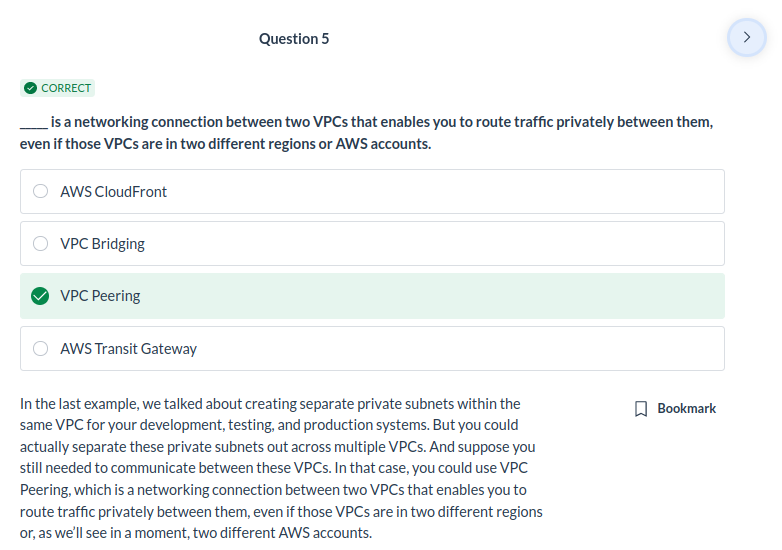 Question 5
CORRECT
____ is a networking connection between two VPCs that enables you to route traffic privately between them,
even if those VPCs are in two different regions or AWS accounts.
AWS CloudFront
VPC Bridging
VPC Peering
AWS Transit Gateway
In the last example, we talked about creating separate private subnets within the
same VPC for your development, testing, and production systems. But you could
actually separate these private subnets out across multiple VPCs. And suppose you
still needed to communicate between these VPCs. In that case, you could use VPC
Peering, which is a networking connection between two VPCs that enables you to
route traffic privately between them, even if those VPCs are in two different regions
or, as we’ll see in a moment, two different AWS accounts.
Bookmark